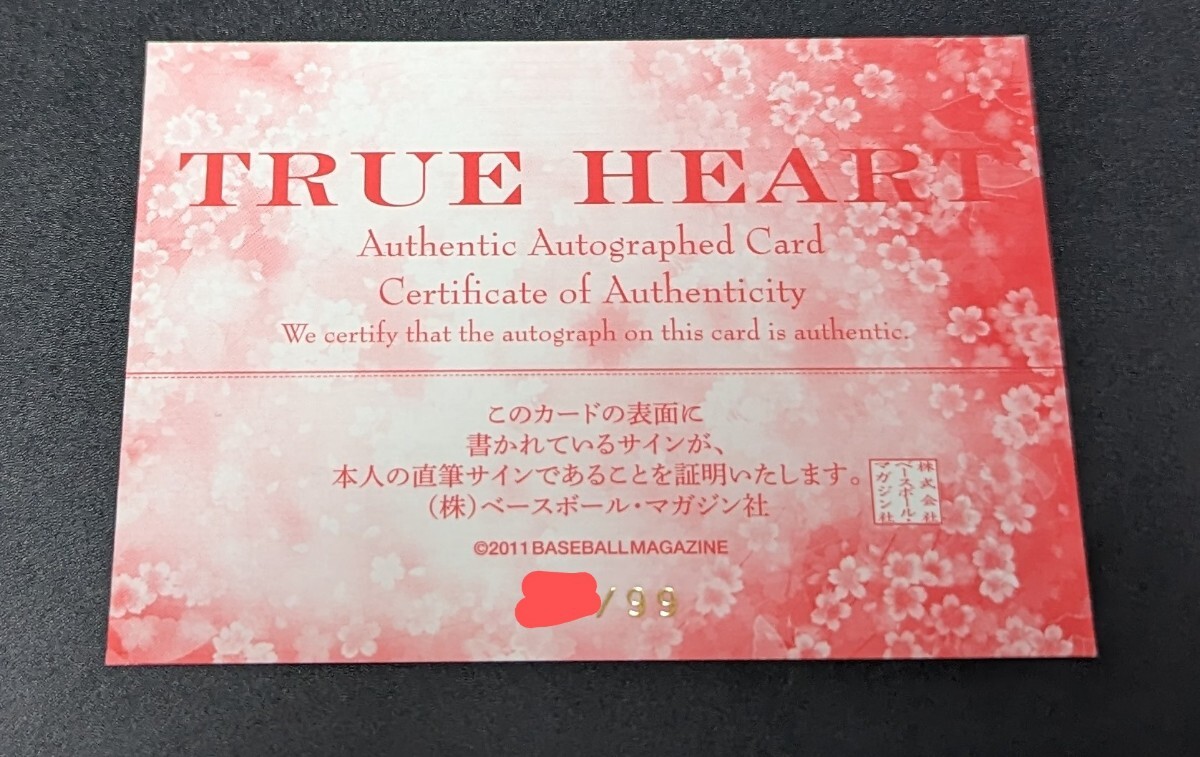 TRUE HEART
Authentic Autographed Card
Certificate of Authenticity
We certify that the autograph on this card is authentic.
このカードの表面に
書かれているサインが、
本人の直筆サインであることを証明いたします。
(株)ベースボール・マガジン社
株式会社
ベースボール・
マガジン社
©2011 BASEBALL MAGAZINE
/99